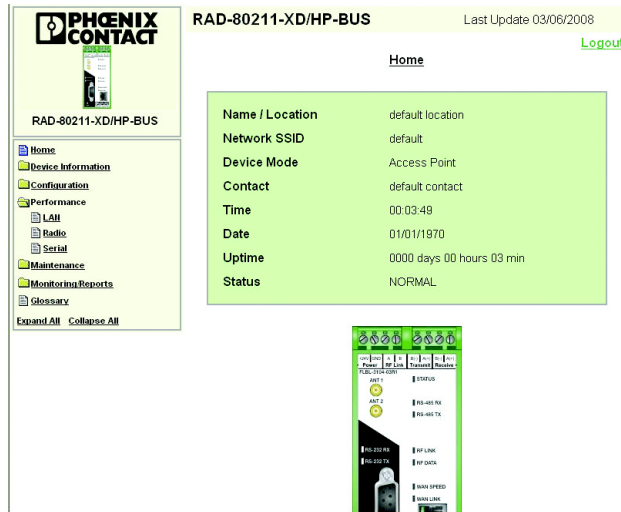 PHŒNIX
CONTACT
RAD-80211-XD/HP-BUS
RAD-80211-XD/HP-BUS
Last Update 03/06/2008
Logout
Home
Home
Device Information
Configuration
Performance
LAN
Radio
Serial
Maintenance
Monitoring/Reports
Glossary
Expand All Collapse All
Name / Location default location
Network SSID default
Device Mode Access Point
Contact default contact
Time 00:03:49
Date 01/01/1970
Uptime 0000 days 00 hours 03 min
Status NORMAL
Power RF Link Transmit Receive
ANT 1
STATUS
ANT 2
RS-485 RX
RS-485 TX
RS-232 RX
RS-232 TX
RF LINK
RF DATA
WAN SPEED
WAN LINK